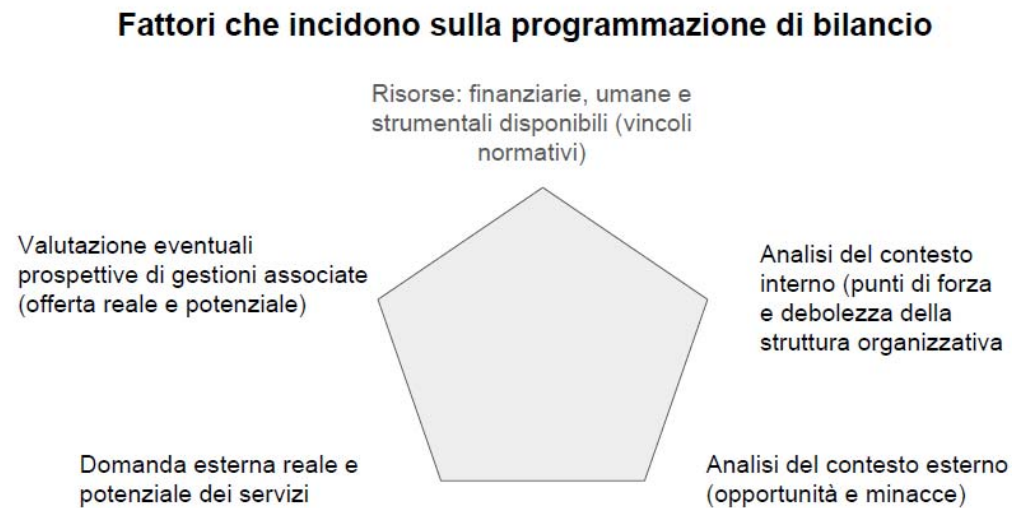 Fattori che incidono sulla programmazione di bilancio
Risorse: finanziarie, umane e
strumentali disponibili (vincoli
normativi)
Valutazione eventuali
prospettive di gestioni associate
(offerta reale e potenziale)
Analisi del contesto
interno (punti di forza
e debolezza della
struttura organizzativa
Domanda esterna reale e
potenziale dei servizi
Analisi del contesto esterno
(opportunità e minacce)